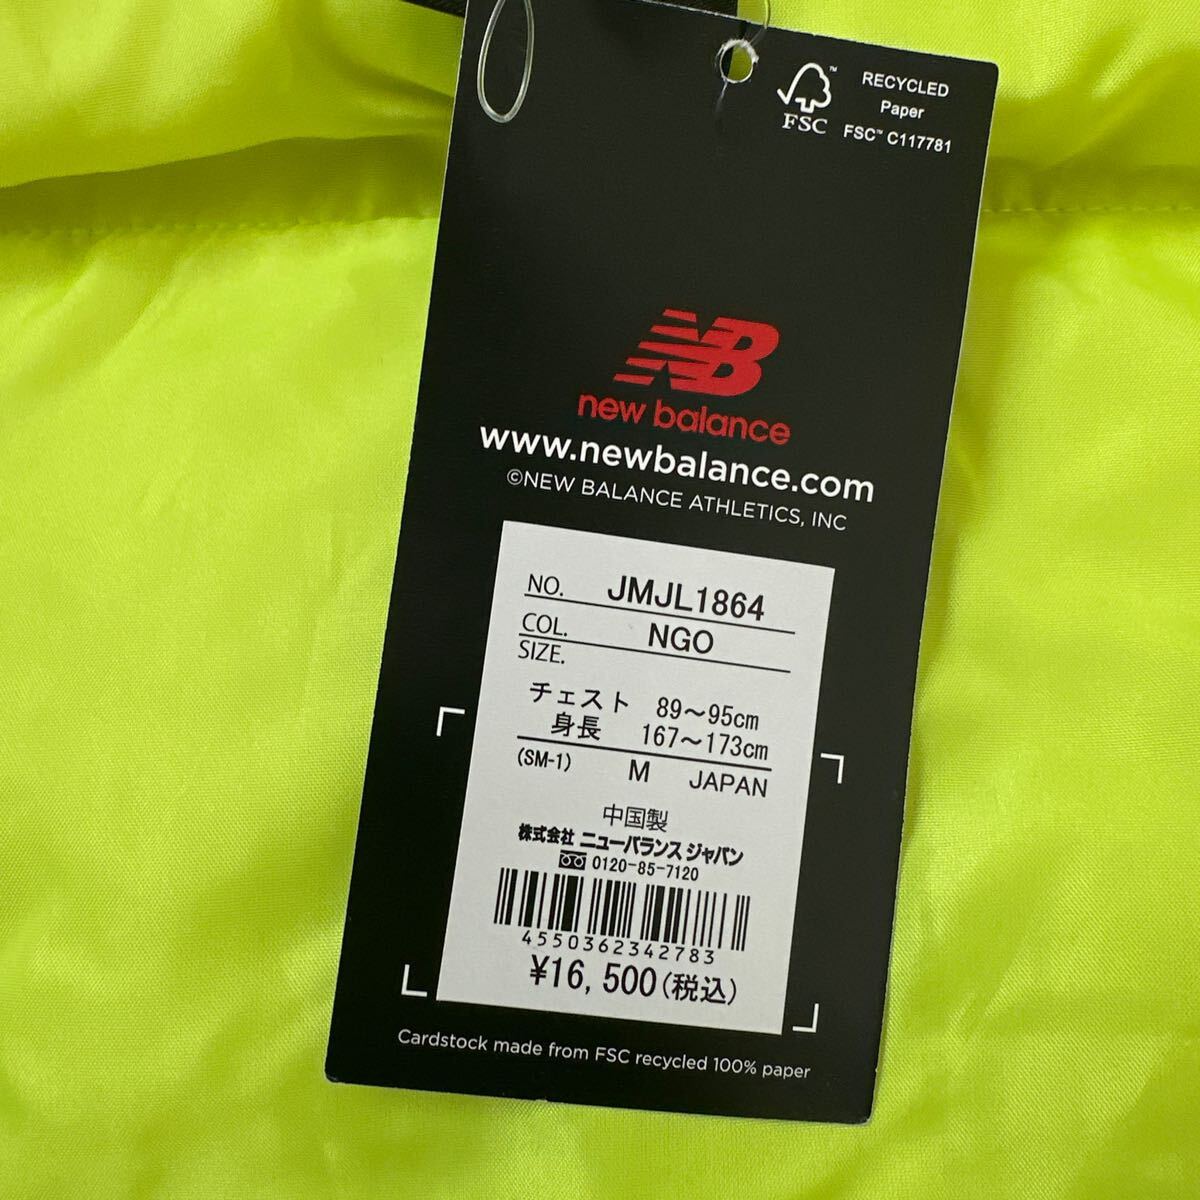 FSC
RECYCLED
Paper
FSC™ C117781
NB
new balance
www.newbalance.com
©NEW BALANCE ATHLETICS, INC
NO. JMJL1864
COL. NGO
SIZE.
チェスト 89～95cm
身長 167～173cm
(SM-1) M JAPAN
中国製
株式会社 ニューバランス ジャパン
0120-85-7120
4550362342783
¥16,500(税込)
Cardstock made from FSC recycled 100% paper